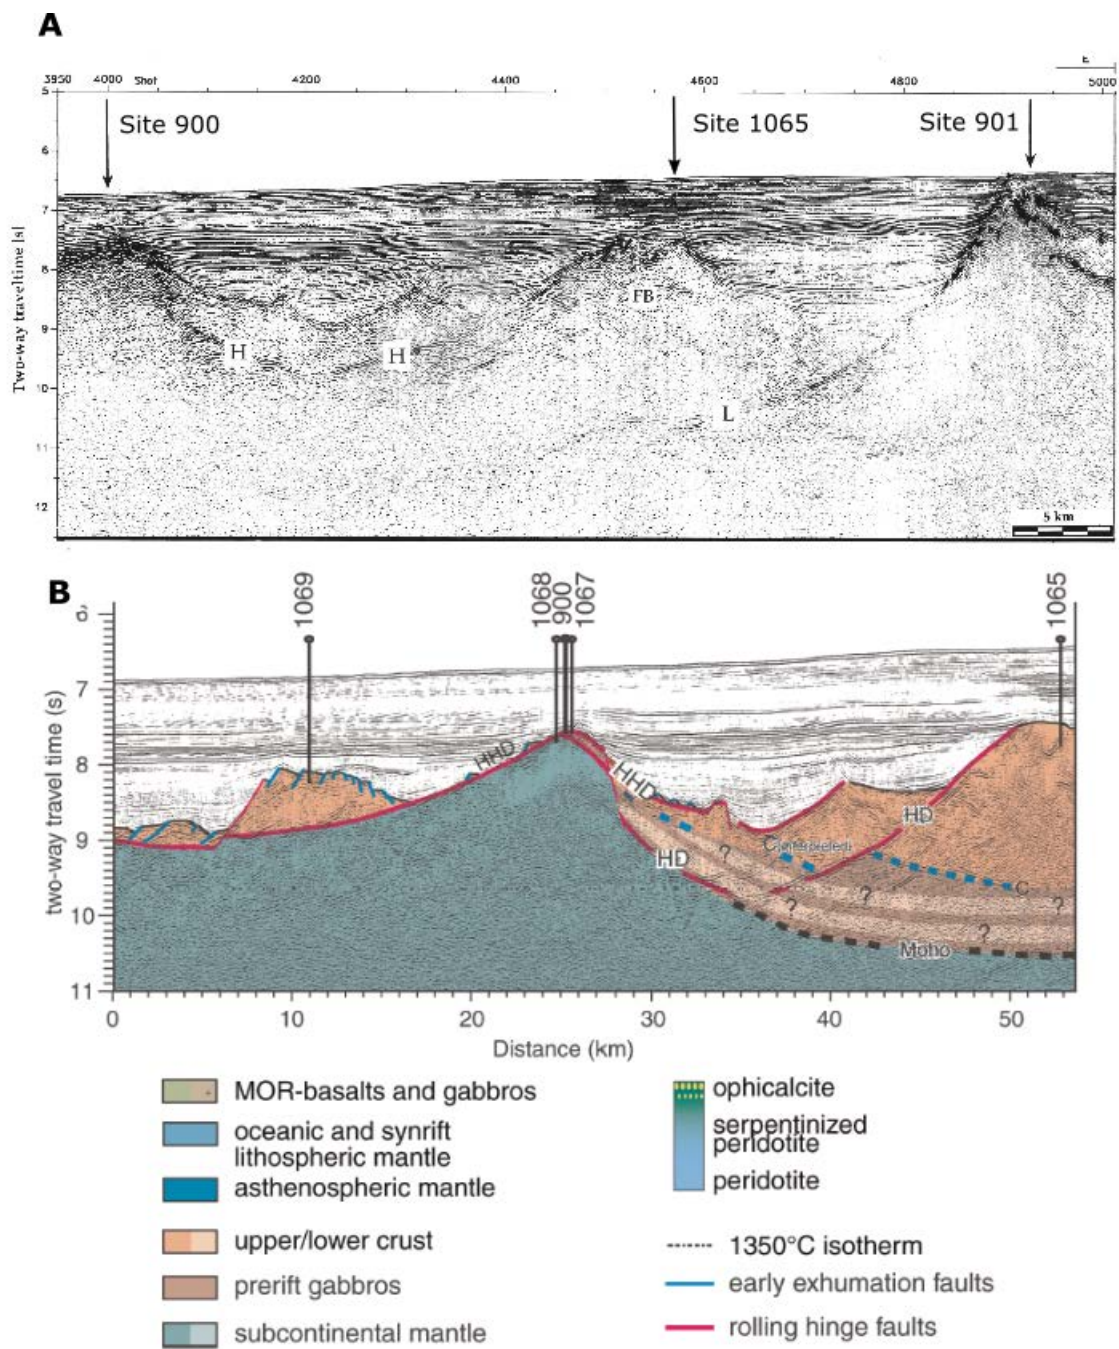 A
E
3950 4000 Shot 4200 4400 4600 4800 5000
5
Site 900
Site 1065
Site 901
6
7
8
9
10
11
12
Two-way traveltime [s]
FB
H
H
L
5 km
B
1069
1068
900
1067
1065
6
7
8
9
10
11
two-way travel time (s)
HHD
HHD
HD
HD
C(interpreted)
C
?
?
?
?
?
Moho
0 10 20 30 40 50
Distance (km)
MOR-basalts and gabbros
oceanic and synrift
lithospheric mantle
asthenospheric mantle
upper/lower crust
prerift gabbros
subcontinental mantle
ophicalcite
serpentinized
peridotite
peridotite
1350°C isotherm
early exhumation faults
rolling hinge faults